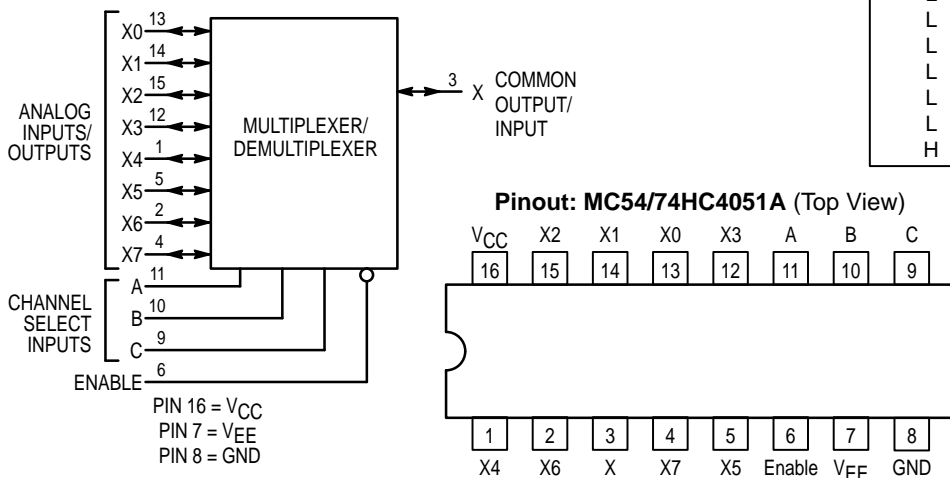 X0 13
X1 14
X2 15
X3 12
X4 1
X5 5
X6 2
X7 4
ANALOG
INPUTS/
OUTPUTS
MULTIPLEXER/
DEMULTIPLEXER
3 X COMMON
OUTPUT/
INPUT
CHANNEL
SELECT
INPUTS
A 11
B 10
C 9
ENABLE 6
PIN 16 = VCC
PIN 7 = VEE
PIN 8 = GND
L
L
L
L
L
H
Pinout: MC54/74HC4051A (Top View)
VCC X2 X1 X0 X3 A B C
16 15 14 13 12 11 10 9
1 2 3 4 5 6 7 8
X4 X6 X X7 X5 Enable VEE GND